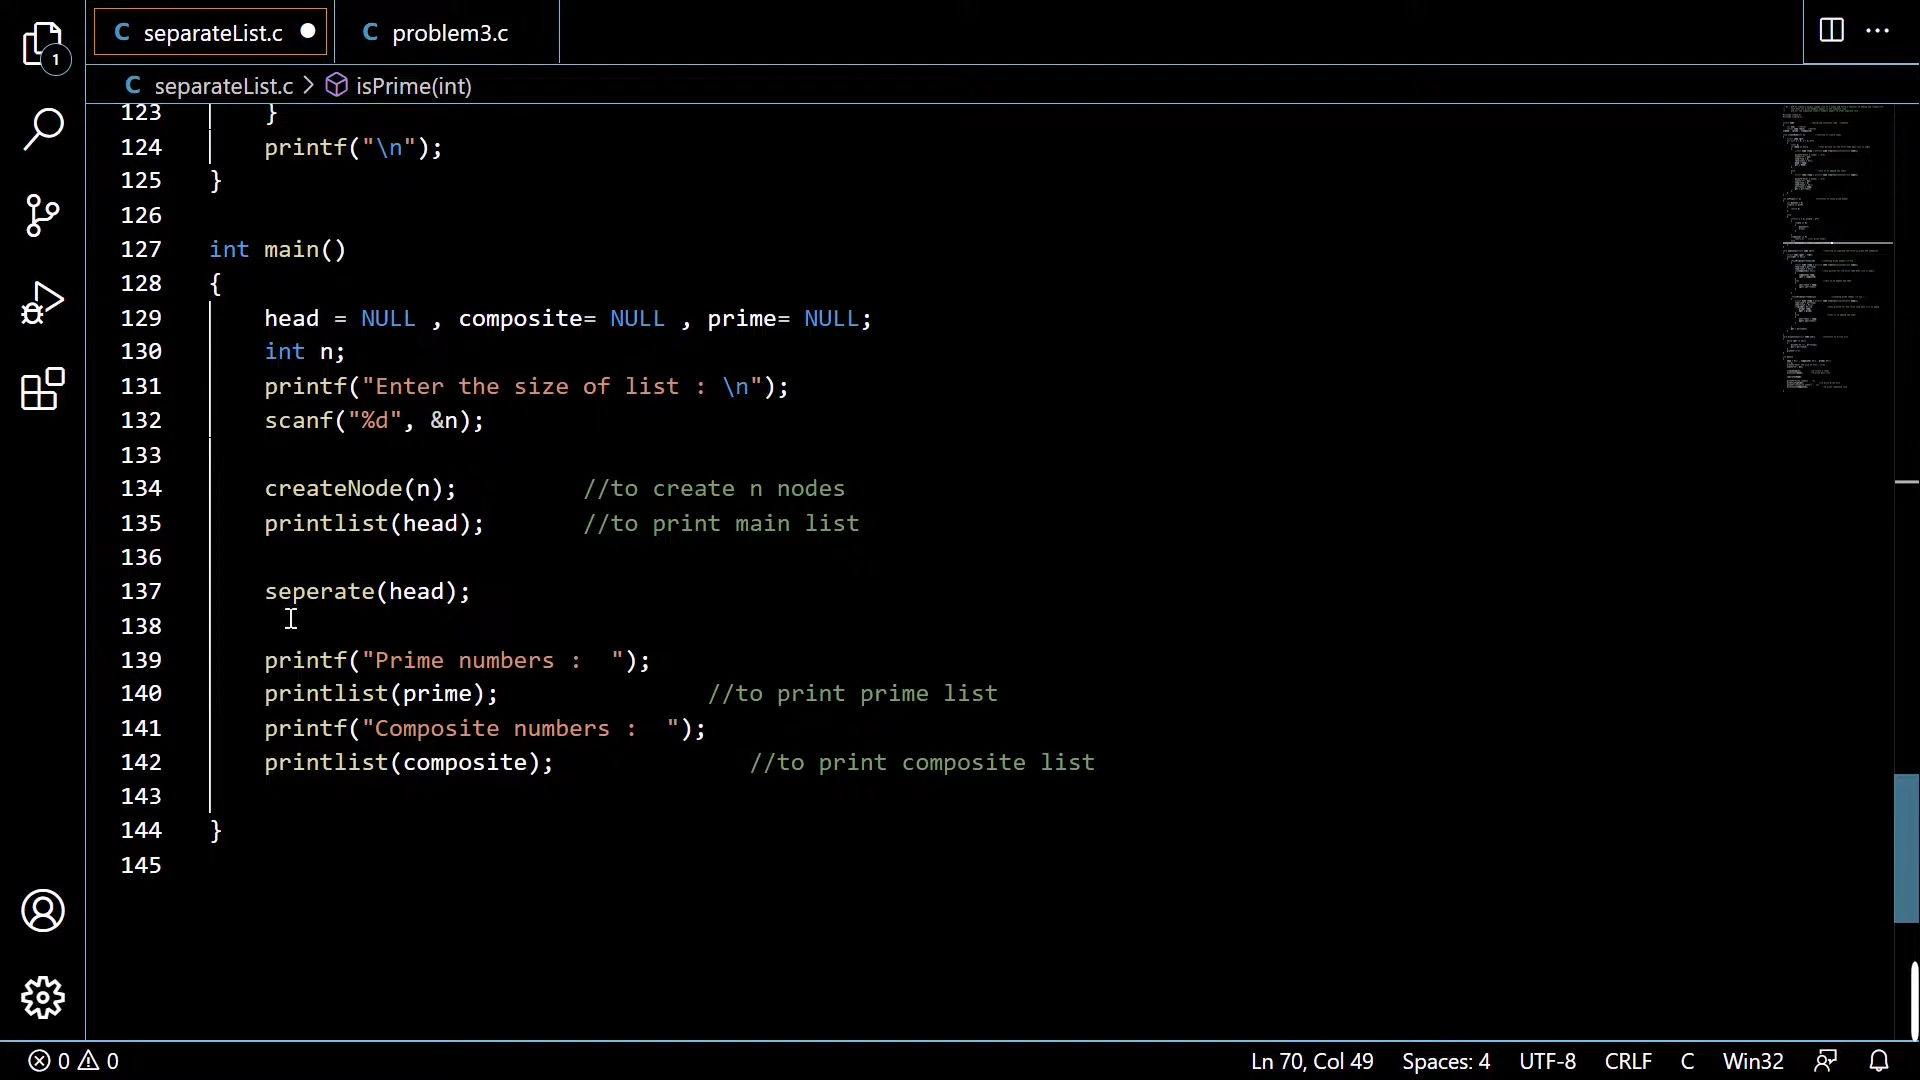 separateList.c
problem3.c
1
separateList.c > isPrime(int)
123 }
124 printf("\n");
125 }
126
127 int main()
128 {
129 head = NULL , composite= NULL , prime= NULL;
130 int n;
131 printf("Enter the size of list : \n");
132 scanf("%d", &n);
133
134 createNode(n); //to create n nodes
135 printlist(head); //to print main list
136
137 seperate(head);
138
139 printf("Prime numbers :  ");
140 printlist(prime); //to print prime list
141 printf("Composite numbers :  ");
142 printlist(composite); //to print composite list
143
144 }
145
0 0 Ln 70, Col 49 Spaces: 4 UTF-8 CRLF C Win32